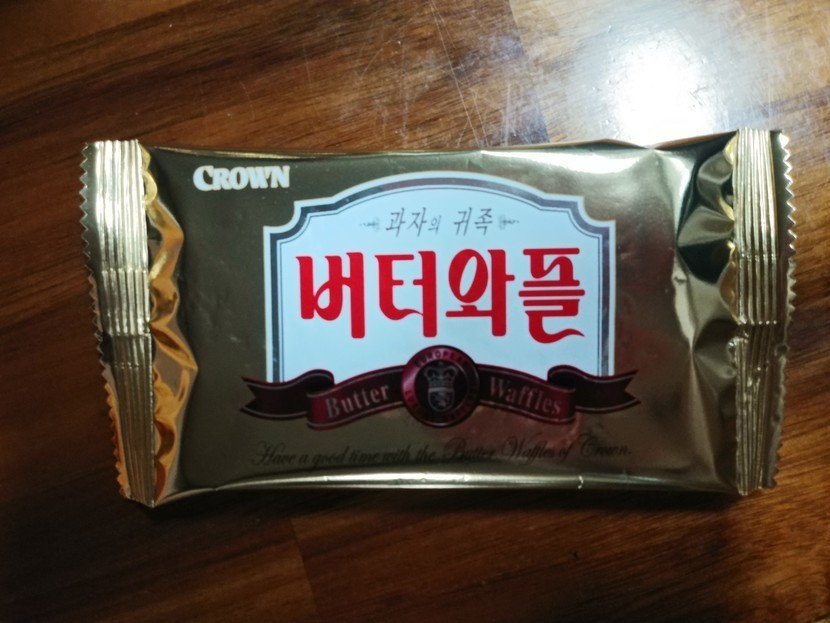 CROWN
과자의 귀족
버터와플
EUROPEAN
Butter Waffles
Have a good time with the Butter Waffles of Crown.